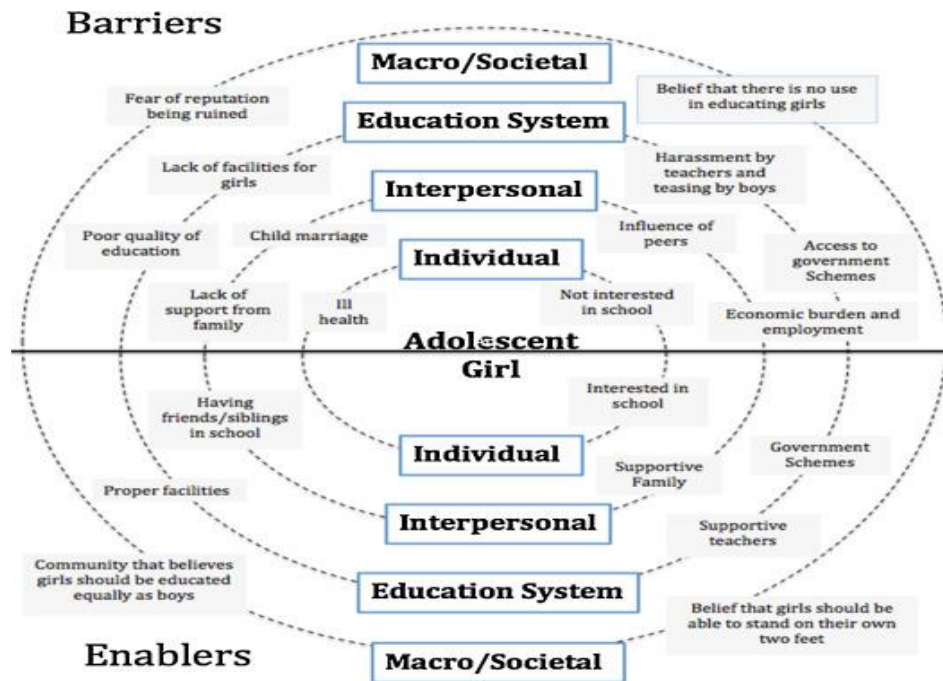 Barriers
Macro/Societal
Fear of reputation
being ruined
Belief that there is no use
in educating girls
Education System
Lack of facilities for
girls
Harassment by
teachers and
teasing by boys
Interpersonal
Poor quality of
education
Child marriage
Influence of
peers
Access to
government
Schemes
Individual
Lack of
support from
family
Ill
health
Not interested
in school
Economic burden and
employment
Adolescent
Girl
Having
friends/siblings
in school
Interested in
school
Individual
Government
Schemes
Supportive
Family
Proper facilities
Interpersonal
Supportive
teachers
Community that believes
girls should be educated
equally as boys
Education System
Belief that girls should be
able to stand on their own
two feet
Enablers
Macro/Societal